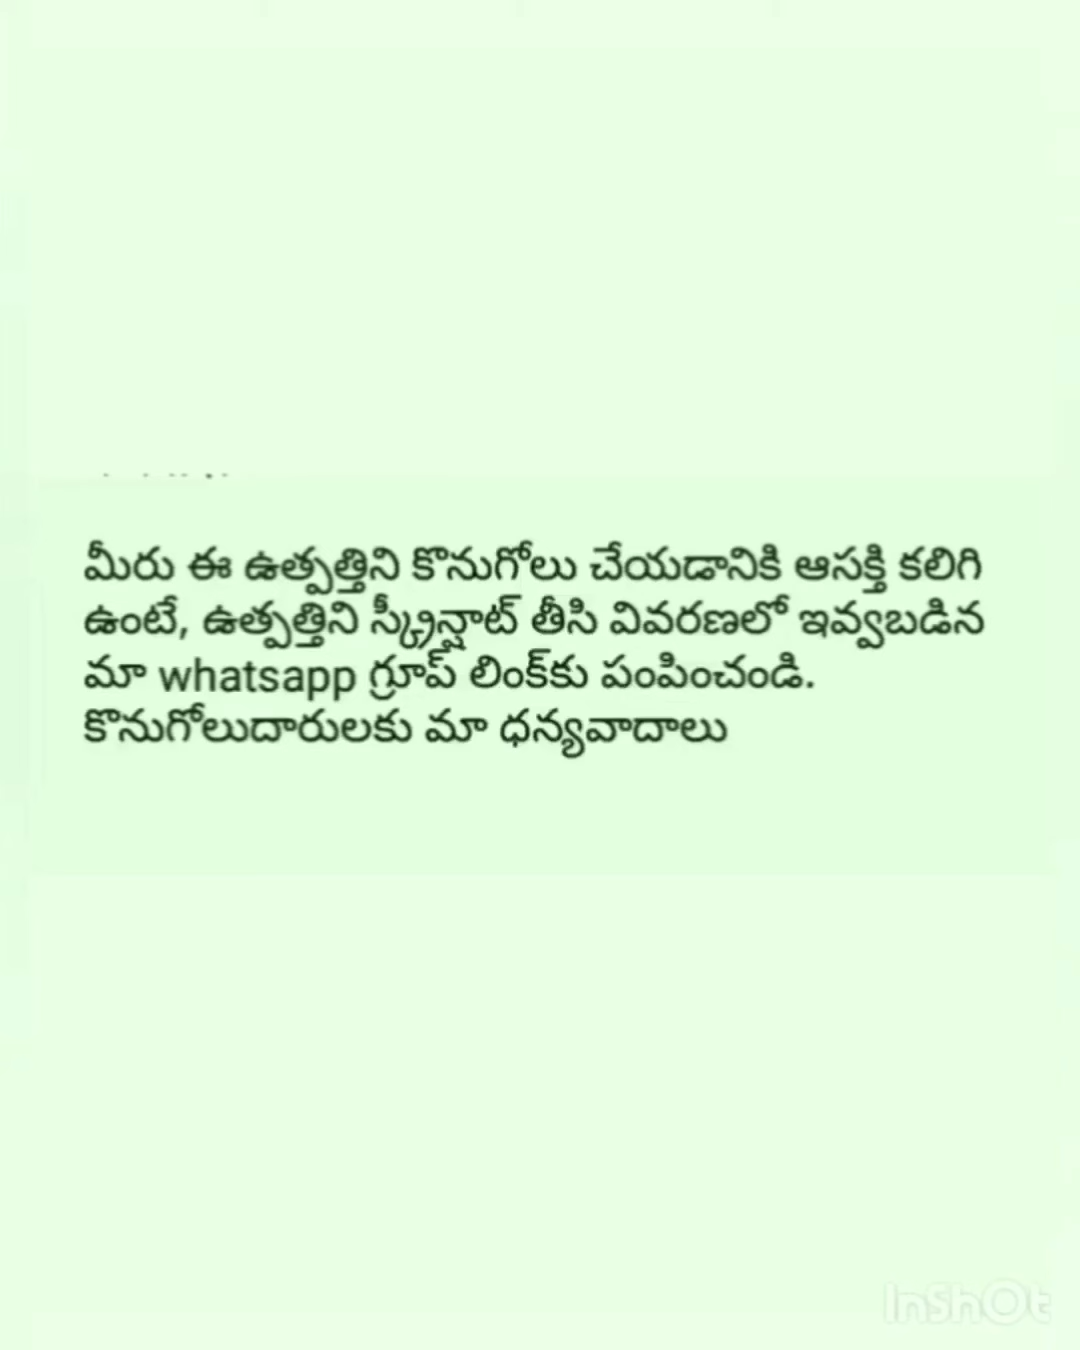 మీరు ఈ ఉత్పత్తిని కొనుగోలు చేయడానికి ఆసక్తి కలిగి
ఉంటే, ఉత్పత్తిని స్క్రీన్షాట్ తీసి వివరణలో ఇవ్వబడిన
మా whatsapp గ్రూప్ లింక్‌కు పంపించండి.
కొనుగోలుదారులకు మా ధన్యవాదాలు
InShOt